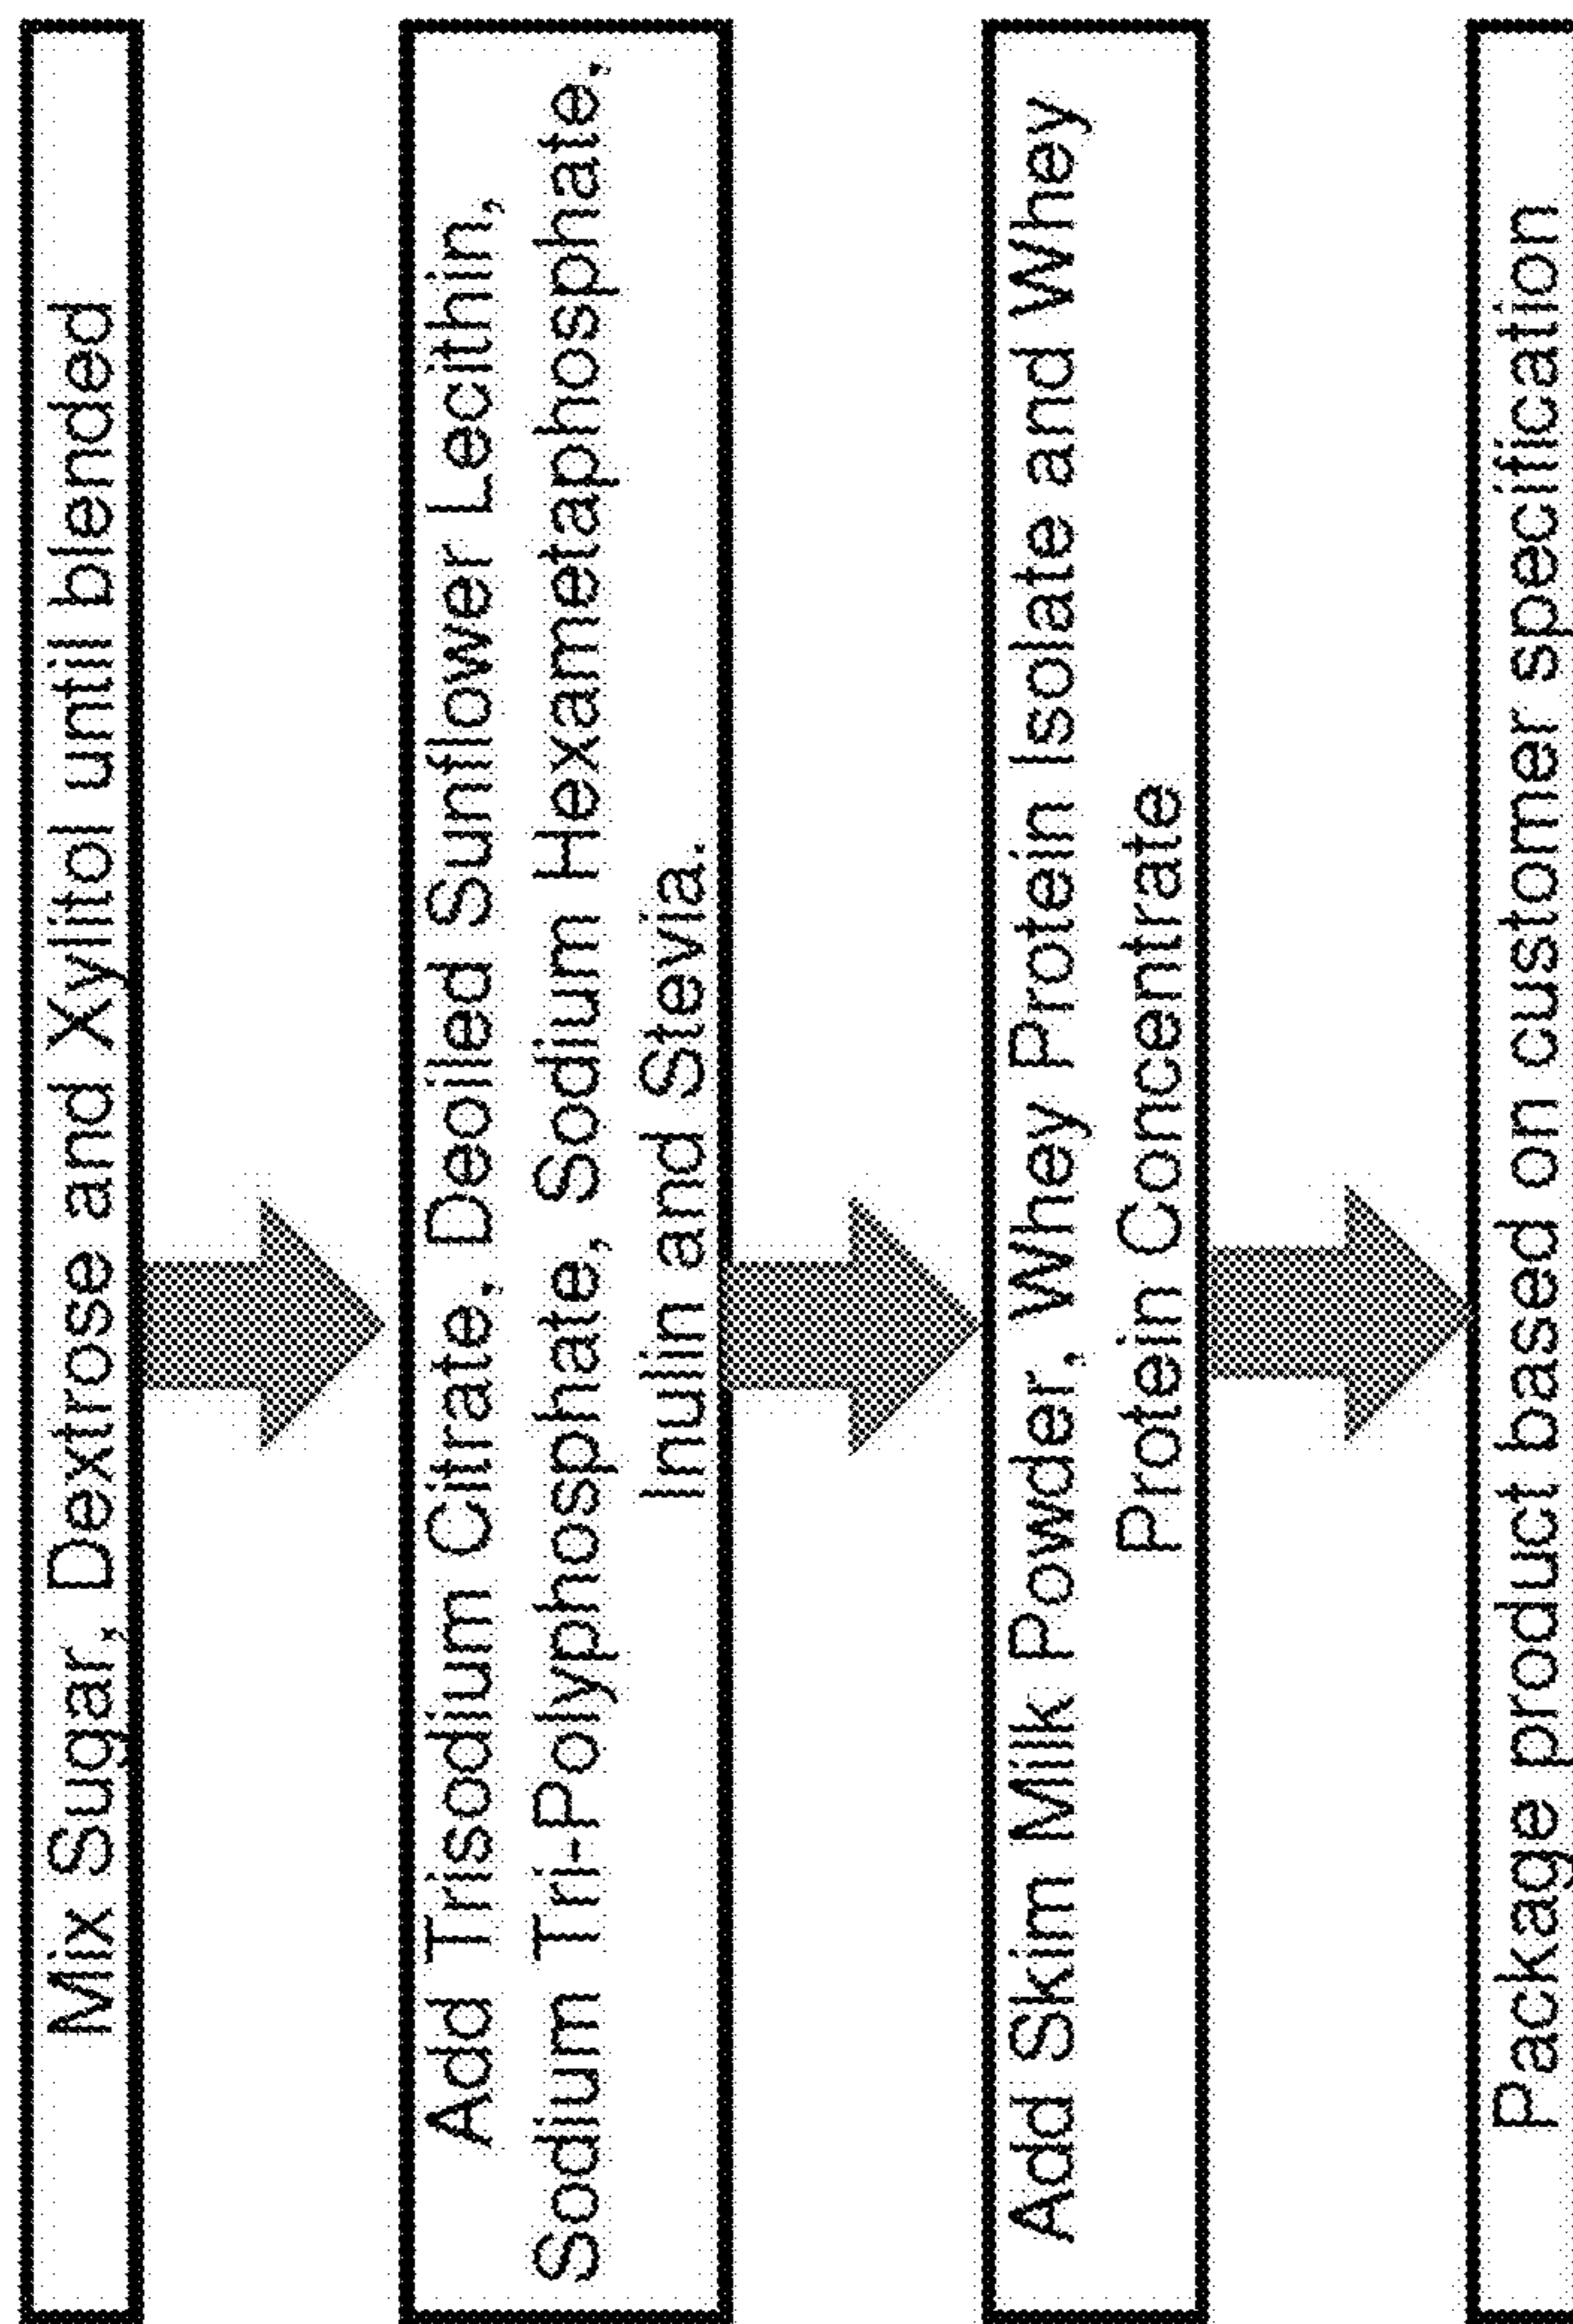 Mix Sugar, Dextrose and Xylitol until blended
Add Trisodium Citrate, Deoiled Sunflower Lecithin,
Sodium Tri-Polyphosphate, Sodium Hexametaphosphate,
Inulin and Stevia.
Add Skim Milk Powder, Whey Protein Isolate and Whey
Protein Concentrate
Package product based on customer specification